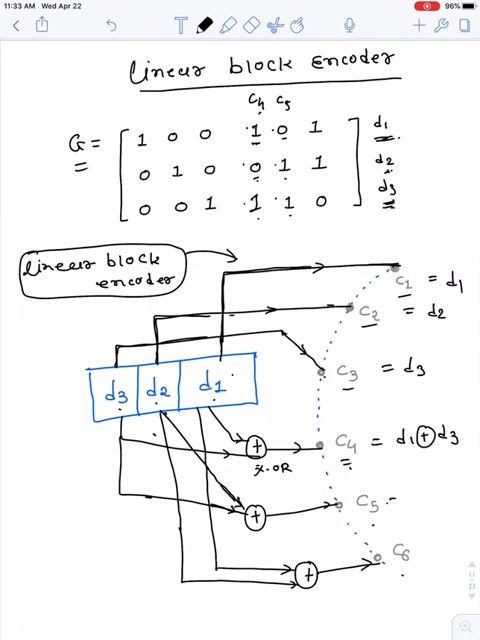 11:33 AM Wed Apr 22
96%
linear block encoder
C4 C5
G = [ 1 0 0 1 0 1 ] d1
0 1 0 0 1 1 d2
0 0 1 1 1 0 d3
linear block
encoder
C1 = d1
C2 = d2
C3 = d3
d3 d2 d1
+ C4 = d1 ⊕ d3
X-OR
+ C5 -
+ C6
11
23